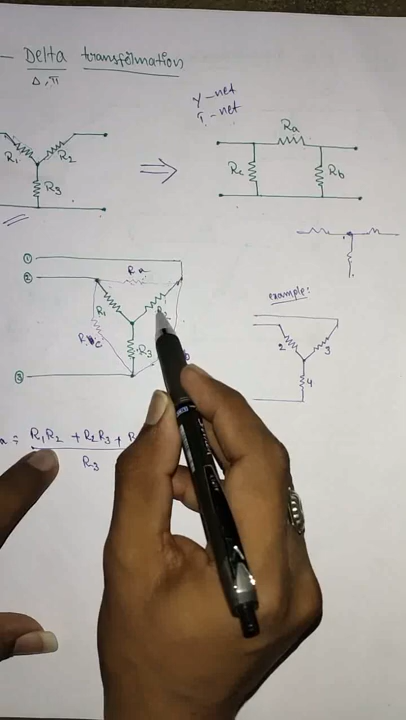 — Delta transformation
Δ, π
Y-net
T-net
R1 R2
R3
Ra
Rc Rb
① 
② Ra
R1
R3
③
example:
2 3
4
R1R2 + R2R3 +
R3